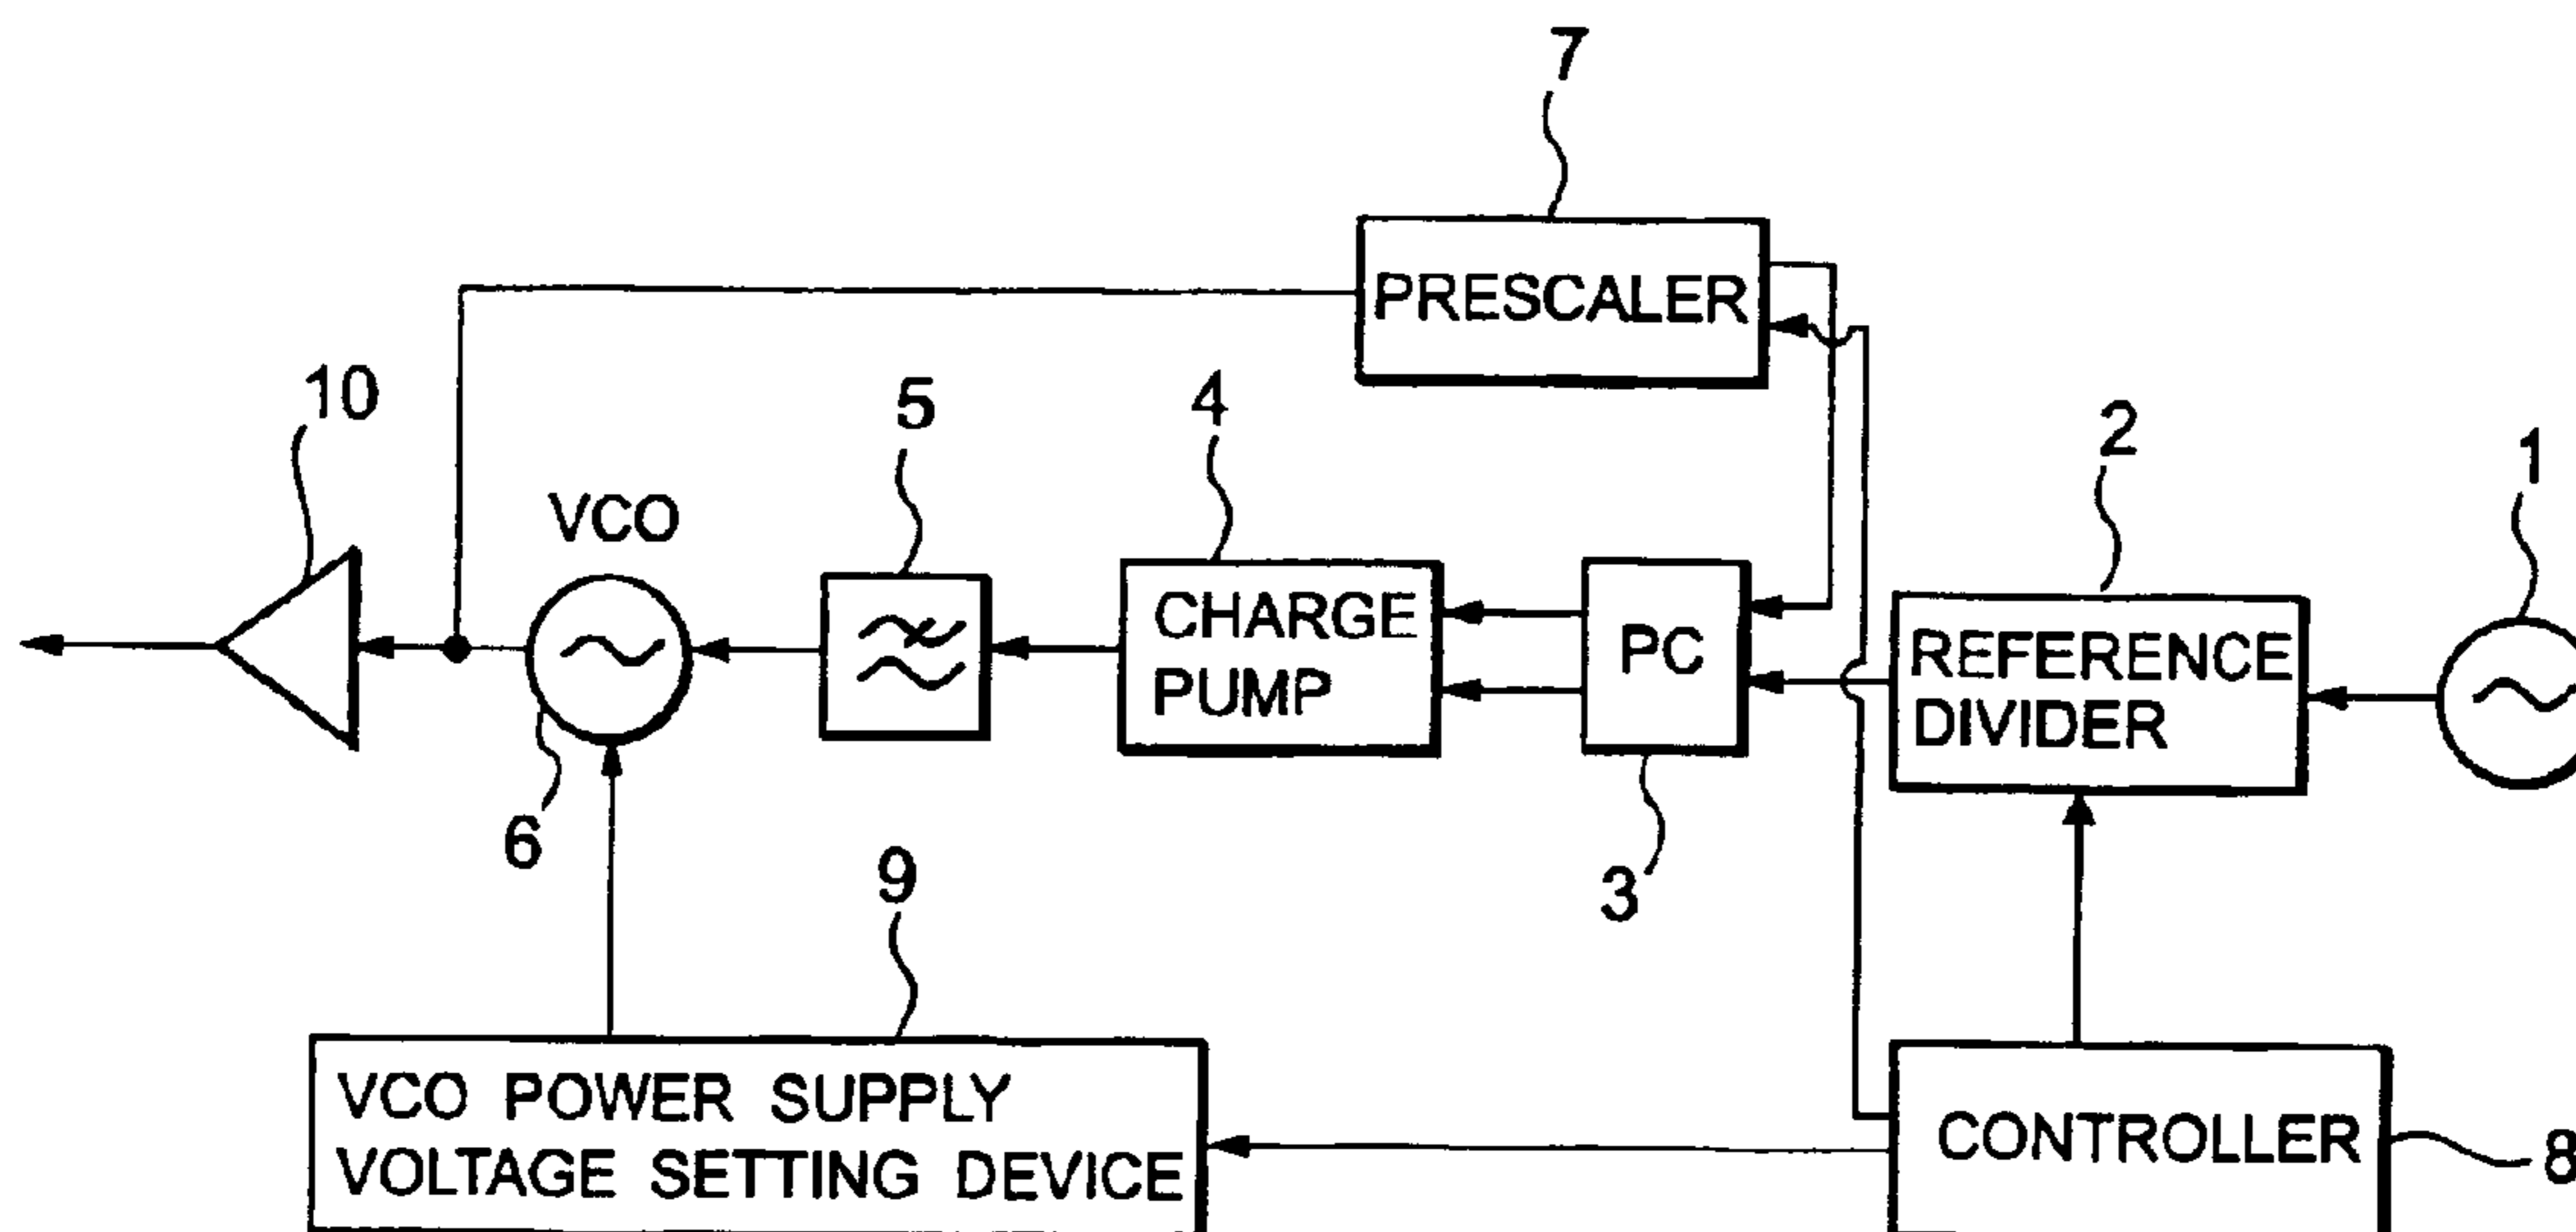 7
PRESCALER
10
5
4
2
1
VCO
CHARGE
PUMP
PC
REFERENCE
DIVIDER
6
9
3
VCO POWER SUPPLY
VOLTAGE SETTING DEVICE
CONTROLLER
8